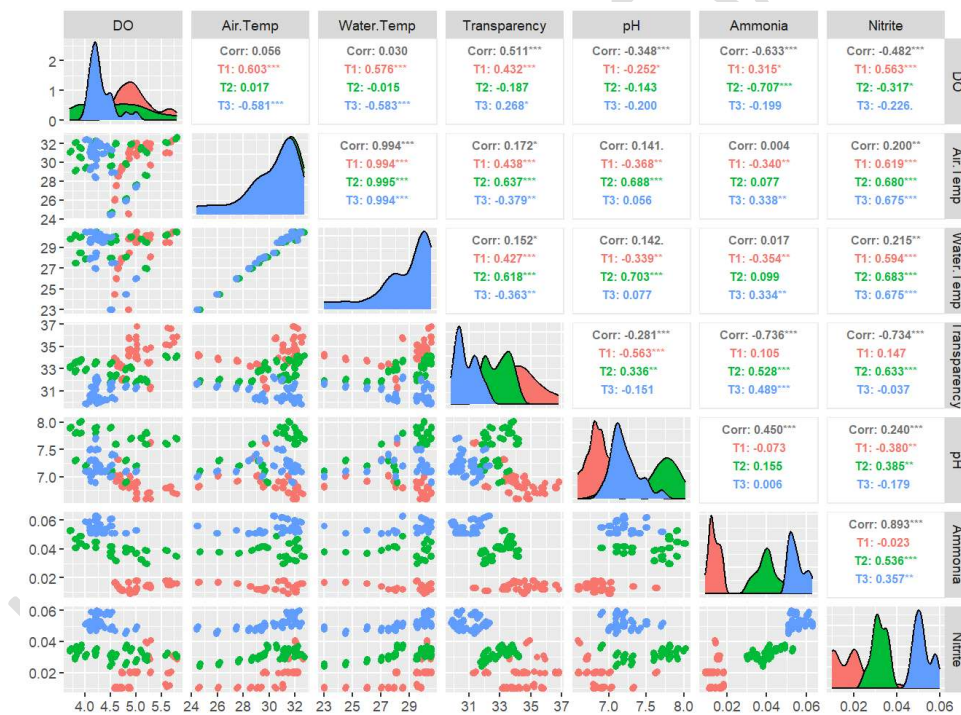 DO Air.Temp Water.Temp Transparency pH Ammonia Nitrite
Corr: 0.056 Corr: 0.030 Corr: 0.511*** Corr: -0.348*** Corr: -0.633*** Corr: -0.482***
2 T1: 0.603*** T1: 0.576*** T1: 0.432*** T1: -0.252* T1: 0.315* T1: 0.563*** DO
1 T2: 0.017 T2: -0.015 T2: -0.187 T2: -0.143 T2: -0.707*** T2: -0.317*
0 T3: -0.581*** T3: -0.583*** T3: 0.268* T3: -0.200 T3: -0.199 T3: -0.226.
32 Corr: 0.994*** Corr: 0.172* Corr: 0.141. Corr: 0.004 Corr: 0.200**
30 T1: 0.994*** T1: 0.438*** T1: -0.368** T1: -0.340** T1: 0.619*** Air.Temp
28 T2: 0.995*** T2: 0.637*** T2: 0.688*** T2: 0.077 T2: 0.680***
26 T3: 0.994*** T3: -0.379** T3: 0.056 T3: 0.338** T3: 0.675***
24
29 Corr: 0.152* Corr: 0.142. Corr: 0.017 Corr: 0.215**
27 T1: 0.427*** T1: -0.339** T1: -0.354** T1: 0.594*** Water.Temp
25 T2: 0.618*** T2: 0.703*** T2: 0.099 T2: 0.683***
23 T3: -0.363** T3: 0.077 T3: 0.334** T3: 0.675***
37 Corr: -0.281*** Corr: -0.736*** Corr: -0.734***
35 T1: -0.563*** T1: 0.105 T1: 0.147 Transparency
33 T2: 0.336** T2: 0.528*** T2: 0.633***
31 T3: -0.151 T3: 0.489*** T3: -0.037
8.0 Corr: 0.450*** Corr: 0.240***
7.5 T1: -0.073 T1: -0.380** pH
7.0 T2: 0.155 T2: 0.385**
T3: 0.006 T3: -0.179
0.06 Corr: 0.893***
0.04 T1: -0.023 Ammonia
0.02 T2: 0.536***
T3: 0.357**
0.06
0.04 Nitrite
0.02
4.0 4.5 5.0 5.5 24 26 28 30 32 23 25 27 29 31 33 35 37 7.0 7.5 8.0 0.02 0.04 0.06 0.02 0.04 0.06